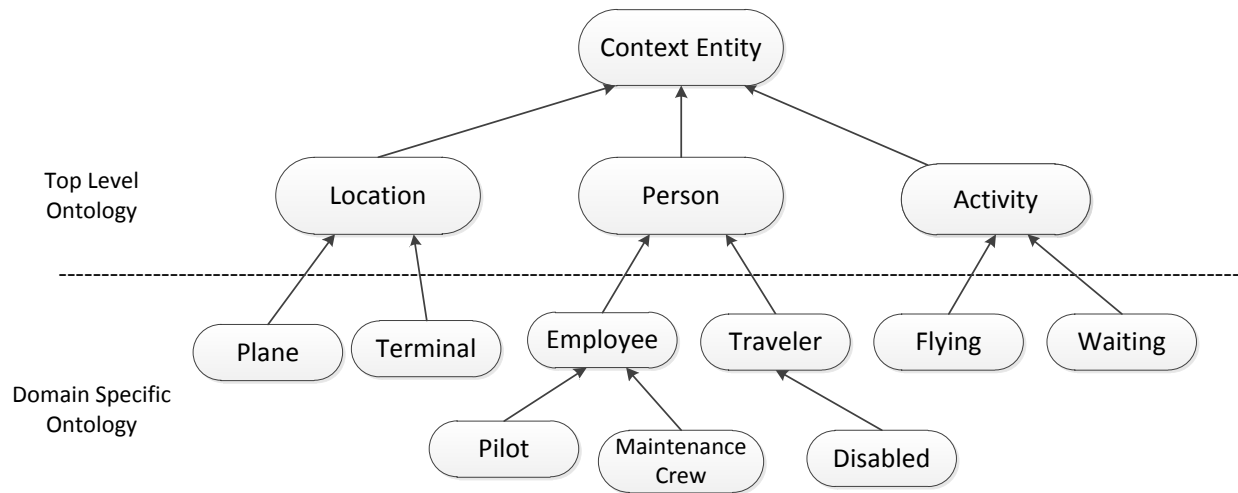 Context Entity
Top Level
Ontology
Location
Person
Activity
Plane
Terminal
Employee
Traveler
Flying
Waiting
Domain Specific
Ontology
Pilot
Maintenance
Crew
Disabled